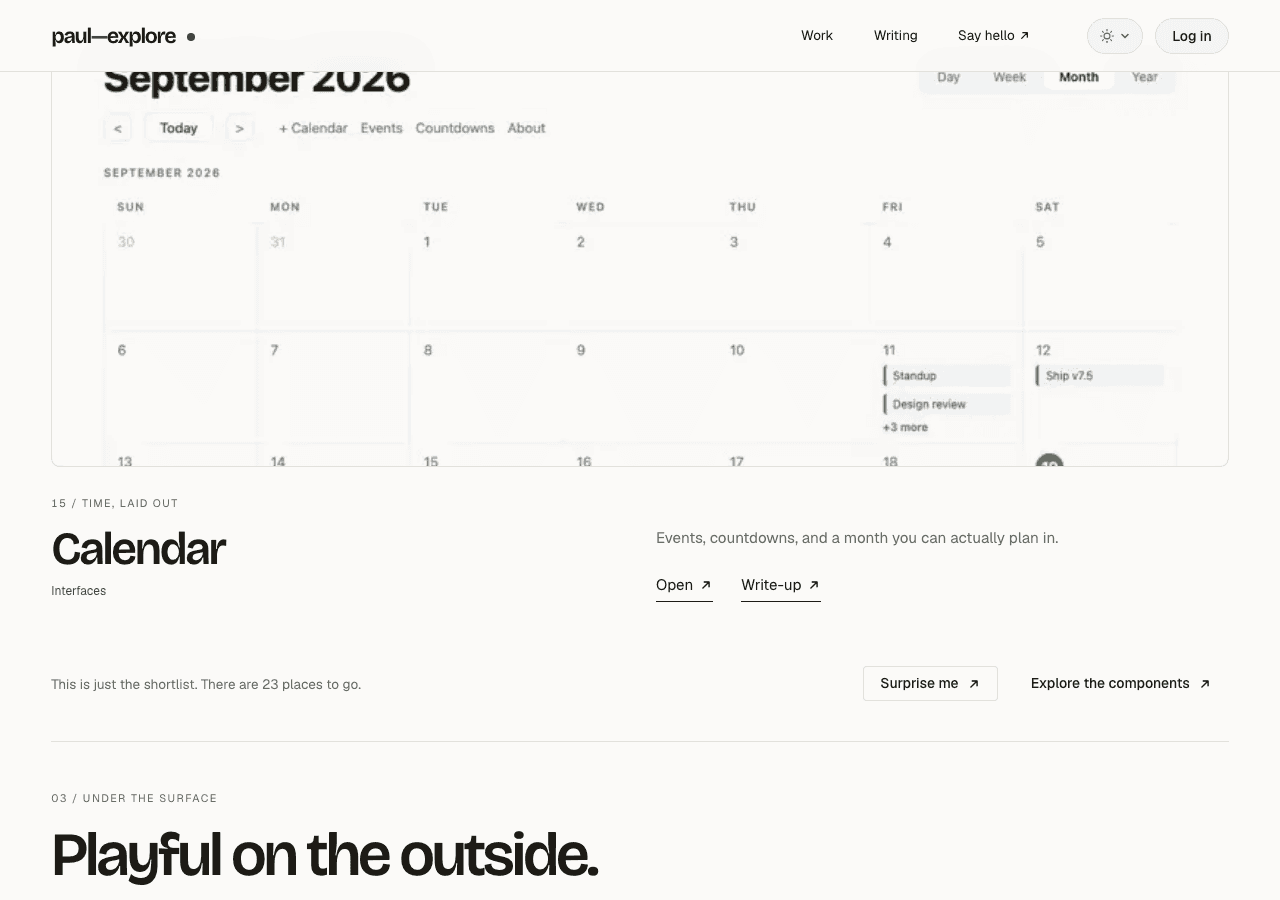 paul—explore
Work Writing Say hello ↗ Log in
September 2026
Day Week Month Year
< Today > + Calendar Events Countdowns About
SEPTEMBER 2026
SUN MON TUE WED THU FRI SAT
30 31 1 2 3 4 5
6 7 8 9 10 11 12
Standup Ship v7.5
Design review
+3 more
13 14 15 16 17 18
15 / TIME, LAID OUT
Calendar
Events, countdowns, and a month you can actually plan in.
Open ↗ Write-up ↗
Interfaces
This is just the shortlist. There are 23 places to go.
Surprise me ↗ Explore the components ↗
03 / UNDER THE SURFACE
Playful on the outside.